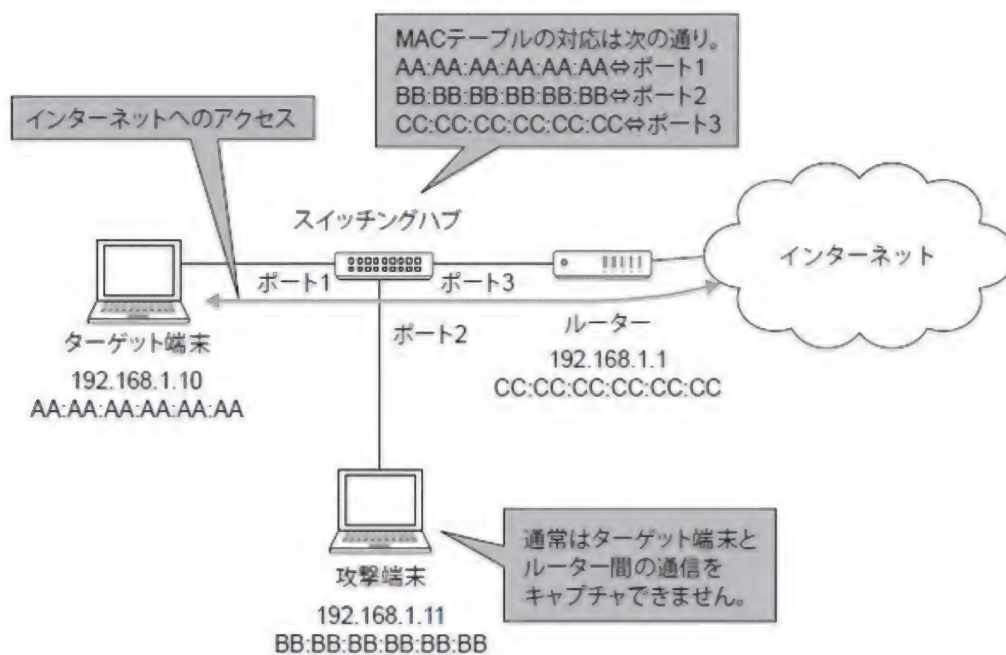 MACテーブルの対応は次の通り。
AA:AA:AA:AA:AA:AA⇔ポート1
BB:BB:BB:BB:BB:BB⇔ポート2
CC:CC:CC:CC:CC:CC⇔ポート3
インターネットへのアクセス
スイッチングハブ
インターネット
ポート1
ポート3
ポート2
ターゲット端末
192.168.1.10
AA:AA:AA:AA:AA:AA
ルーター
192.168.1.1
CC:CC:CC:CC:CC:CC
通常はターゲット端末と
ルーター間の通信を
キャプチャできません。
攻撃端末
192.168.1.11
BB:BB:BB:BB:BB:BB